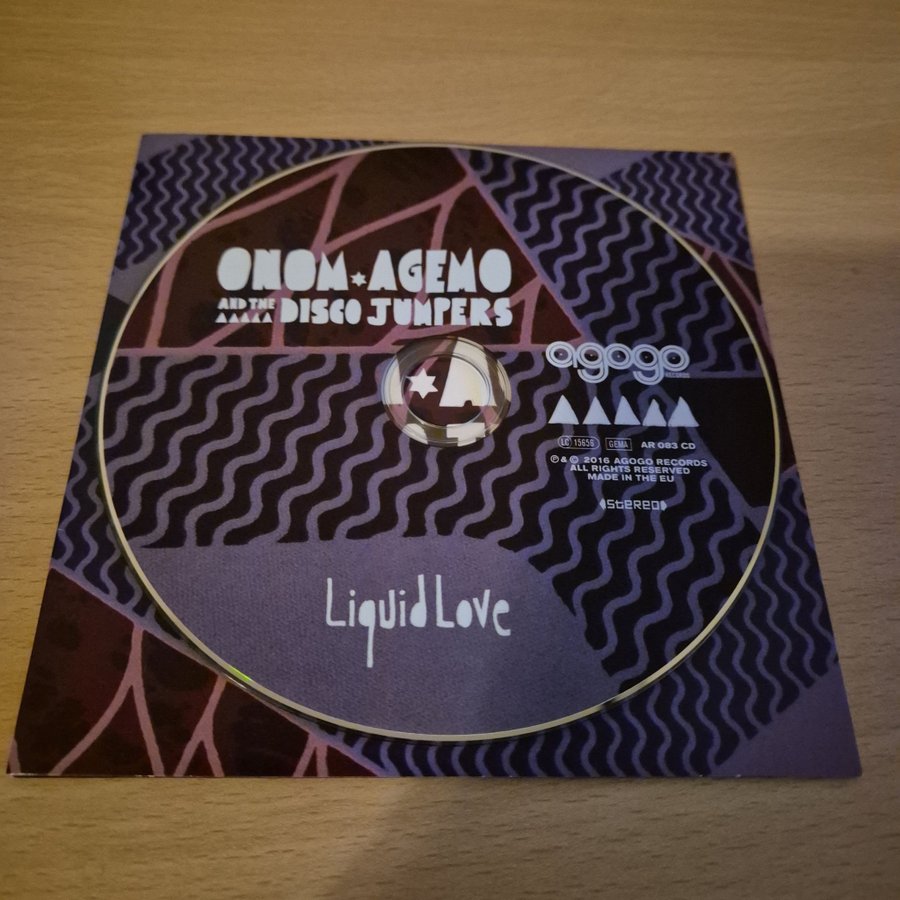 ONOM✶AGEMO
AND THE DISCO JUMPERS
agogo
RECORDS
LC 15656 GEMA AR 083 CD
℗ & © 2016 AGOGO RECORDS
ALL RIGHTS RESERVED
MADE IN THE EU
stereo
Liquid Love